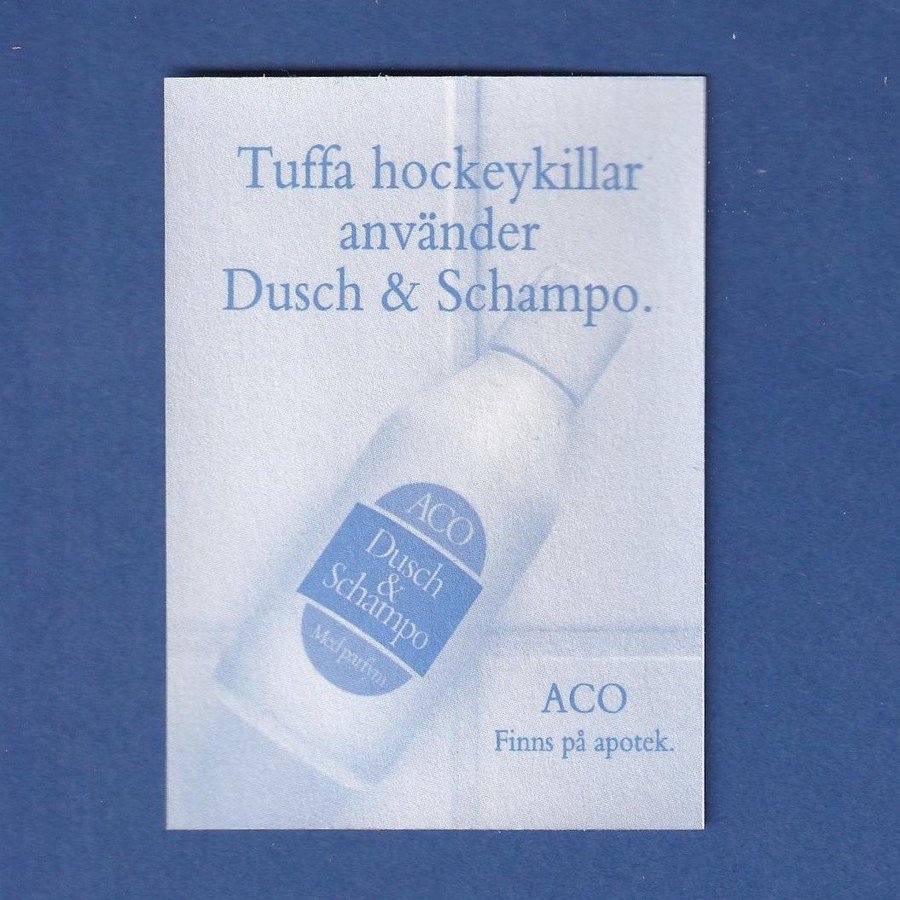 Tuffa hockeykillar
använder
Dusch & Schampo.
ACO
Dusch
&
Schampo
Med parfym
ACO
Finns på apotek.